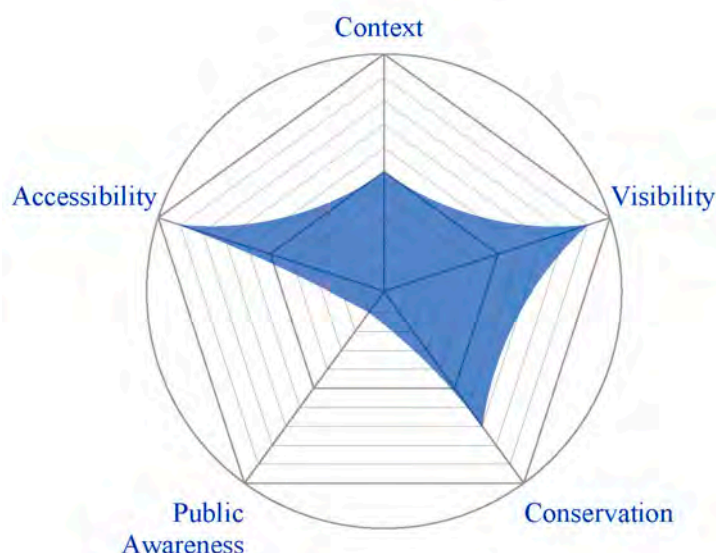 Context
Accessibility
Visibility
Public
Awareness
Conservation